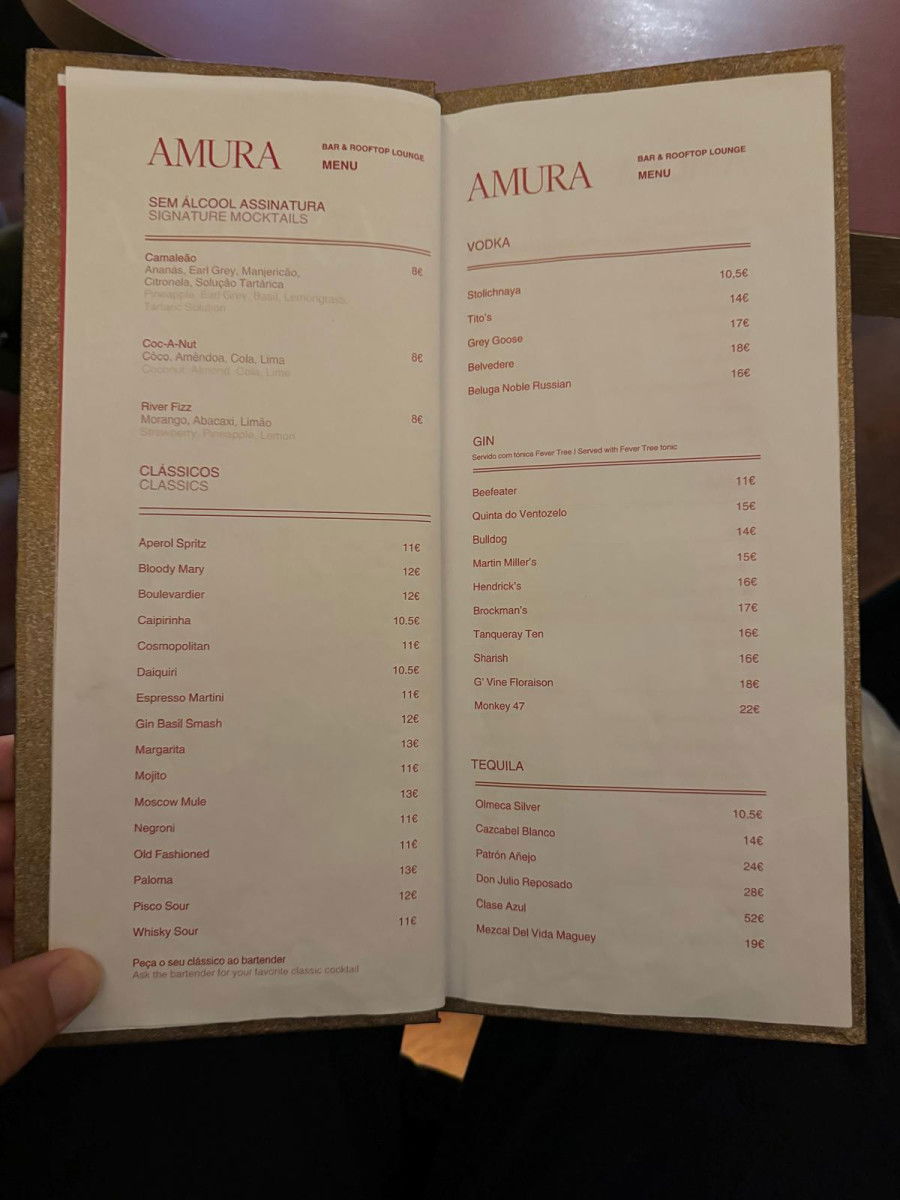 AMURA
BAR & ROOFTOP LOUNGE
MENU
SEM ÁLCOOL ASSINATURA
SIGNATURE MOCKTAILS
Camaleão 8€
Ananás, Earl Grey, Manjericão,
Citronela, Solução Tartárica
Pineapple, Earl Grey, Basil, Lemongrass,
Tartaric Solution
Coc-A-Nut
Côco, Amêndoa, Cola, Lima 8€
Coconut, Almond, Cola, Lime
River Fizz
Morango, Abacaxi, Limão 8€
Strawberry, Pineapple, Lemon
CLÁSSICOS
CLASSICS
Aperol Spritz 11€
Bloody Mary 12€
Boulevardier 12€
Caipirinha 10.5€
Cosmopolitan 11€
Daiquiri 10.5€
Espresso Martini 11€
Gin Basil Smash 12€
Margarita 13€
Mojito 11€
Moscow Mule 13€
Negroni 11€
Old Fashioned 11€
Paloma 13€
Pisco Sour 12€
Whisky Sour 11€
Peça o seu clássico ao bartender
Ask the bartender for your favorite classic cocktail
AMURA
BAR & ROOFTOP LOUNGE
MENU
VODKA
Stolichnaya 10,5€
Tito's 14€
Grey Goose 17€
Belvedere 18€
Beluga Noble Russian 16€
GIN
Servido com tónica Fever Tree | Served with Fever Tree tonic
Beefeater 11€
Quinta do Ventozelo 15€
Bulldog 14€
Martin Miller's 15€
Hendrick's 16€
Brockman's 17€
Tanqueray Ten 16€
Sharish 16€
G' Vine Floraison 18€
Monkey 47 22€
TEQUILA
Olmeca Silver 10.5€
Cazcabel Blanco 14€
Patrón Añejo 24€
Don Julio Reposado 28€
Clase Azul 52€
Mezcal Del Vida Maguey 19€